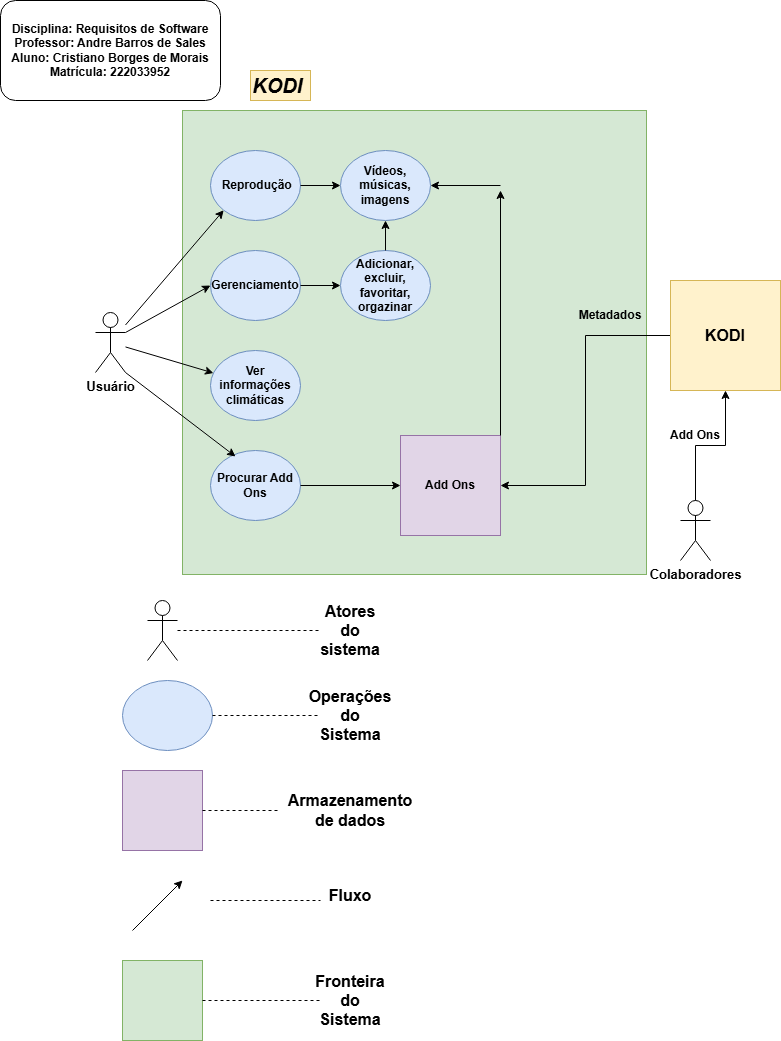 Disciplina: Requisitos de Software
Professor: Andre Barros de Sales
Aluno: Cristiano Borges de Morais
Matrícula: 222033952
KODI
Reprodução
Vídeos,
músicas,
imagens
Gerenciamento
Adicionar,
excluir,
favoritar,
orgazinar
Usuário
Ver
informações
climáticas
Procurar Add
Ons
Add Ons
Metadados
KODI
Add Ons
Colaboradores
Atores
do
sistema
Operações
do
Sistema
Armazenamento
de dados
Fluxo
Fronteira
do
Sistema